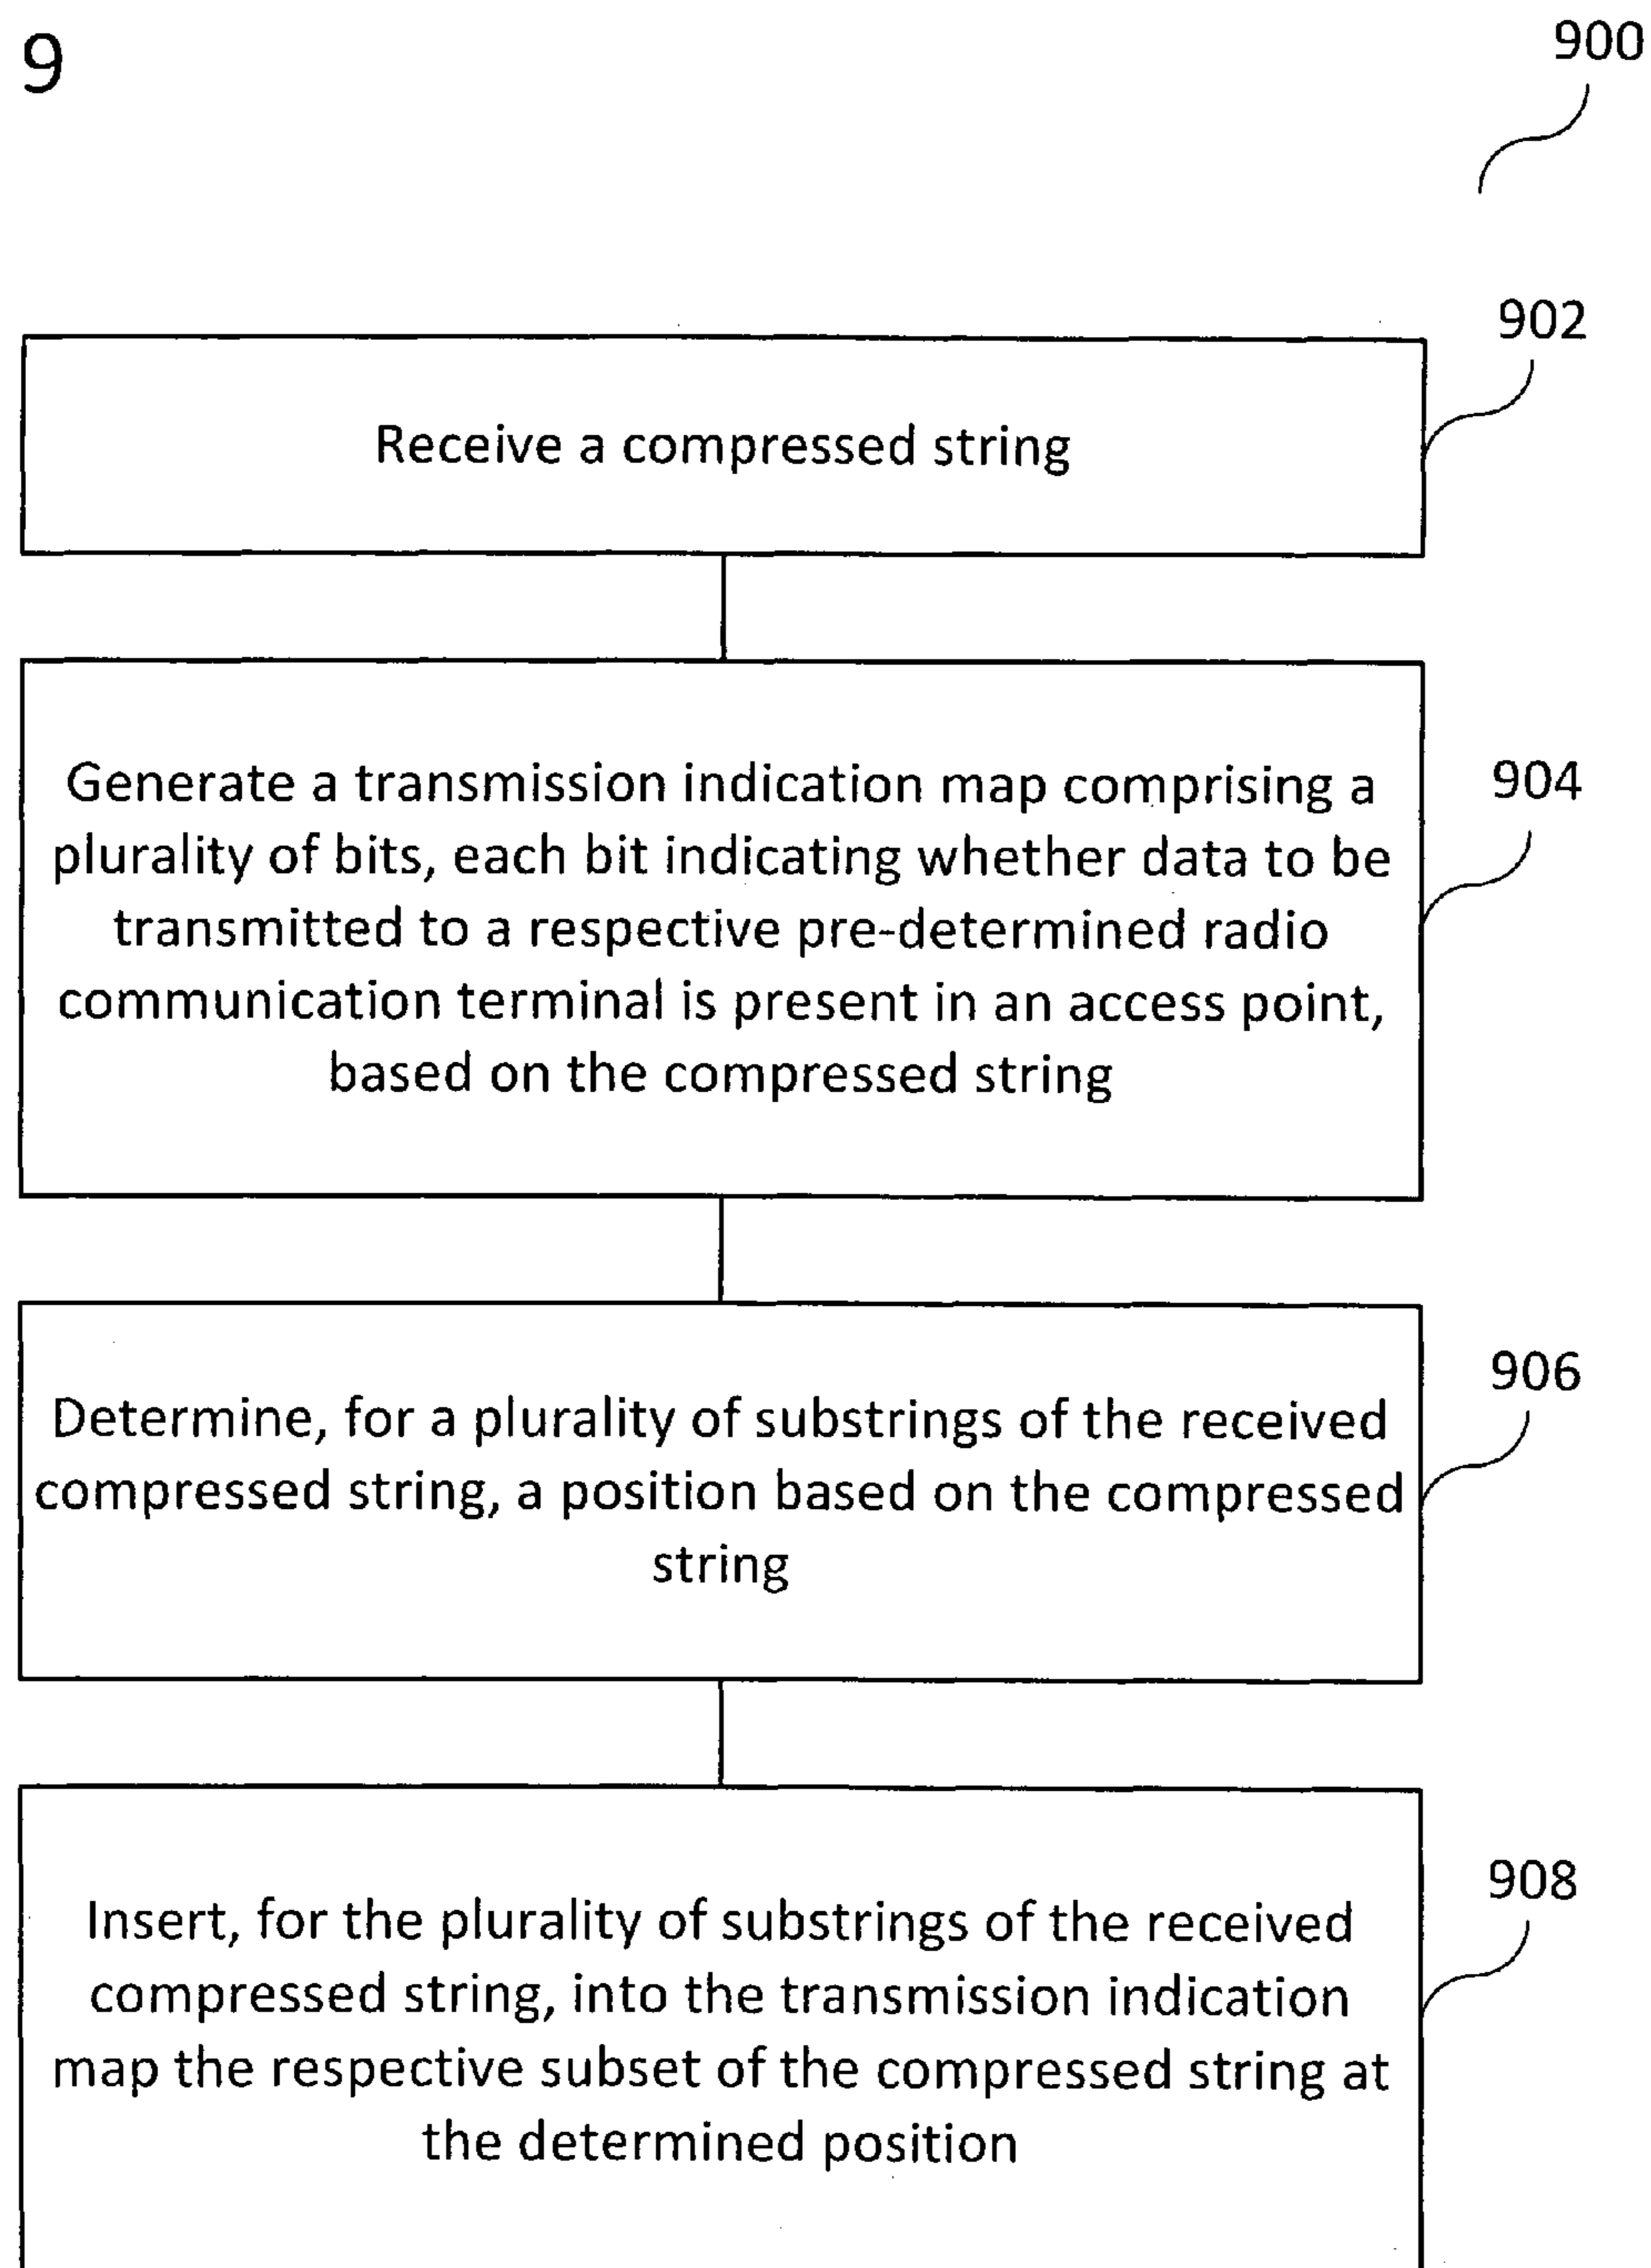 9
900
902
Receive a compressed string
Generate a transmission indication map comprising a
904
plurality of bits, each bit indicating whether data to be
transmitted to a respective pre-determined radio
communication terminal is present in an access point,
based on the compressed string
906
Determine, for a plurality of substrings of the received
compressed string, a position based on the compressed
string
908
Insert, for the plurality of substrings of the received
compressed string, into the transmission indication
map the respective subset of the compressed string at
the determined position